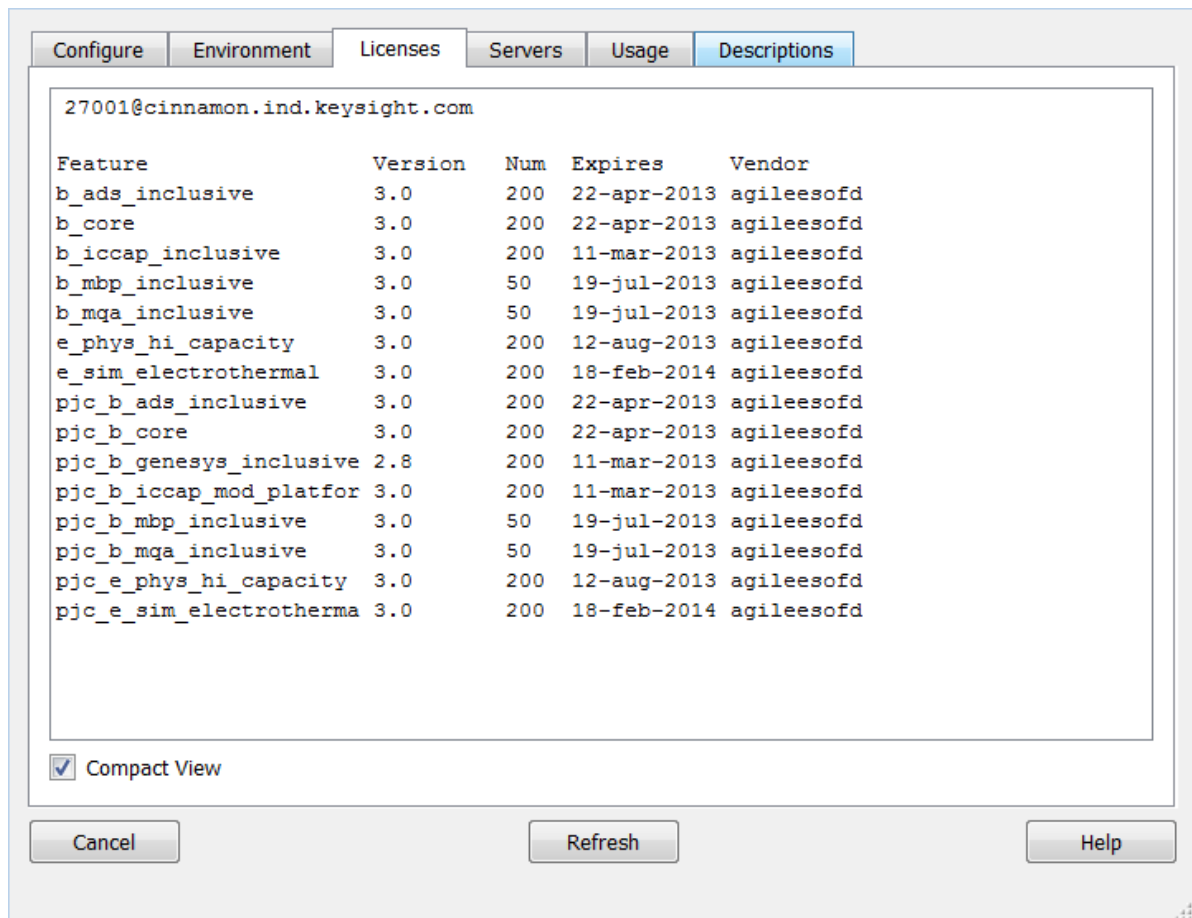 Configure Environment Licenses Servers Usage Descriptions
27001@cinnamon.ind.keysight.com
Feature Version Num Expires Vendor
b_ads_inclusive 3.0 200 22-apr-2013 agileesofd
b_core 3.0 200 22-apr-2013 agileesofd
b_iccap_inclusive 3.0 200 11-mar-2013 agileesofd
b_mbp_inclusive 3.0 50 19-jul-2013 agileesofd
b_mqa_inclusive 3.0 50 19-jul-2013 agileesofd
e_phys_hi_capacity 3.0 200 12-aug-2013 agileesofd
e_sim_electrothermal 3.0 200 18-feb-2014 agileesofd
pjc_b_ads_inclusive 3.0 200 22-apr-2013 agileesofd
pjc_b_core 3.0 200 22-apr-2013 agileesofd
pjc_b_genesys_inclusive 2.8 200 11-mar-2013 agileesofd
pjc_b_iccap_mod_platfor 3.0 200 11-mar-2013 agileesofd
pjc_b_mbp_inclusive 3.0 50 19-jul-2013 agileesofd
pjc_b_mqa_inclusive 3.0 50 19-jul-2013 agileesofd
pjc_e_phys_hi_capacity 3.0 200 12-aug-2013 agileesofd
pjc_e_sim_electrotherma 3.0 200 18-feb-2014 agileesofd
Compact View
Cancel Refresh Help